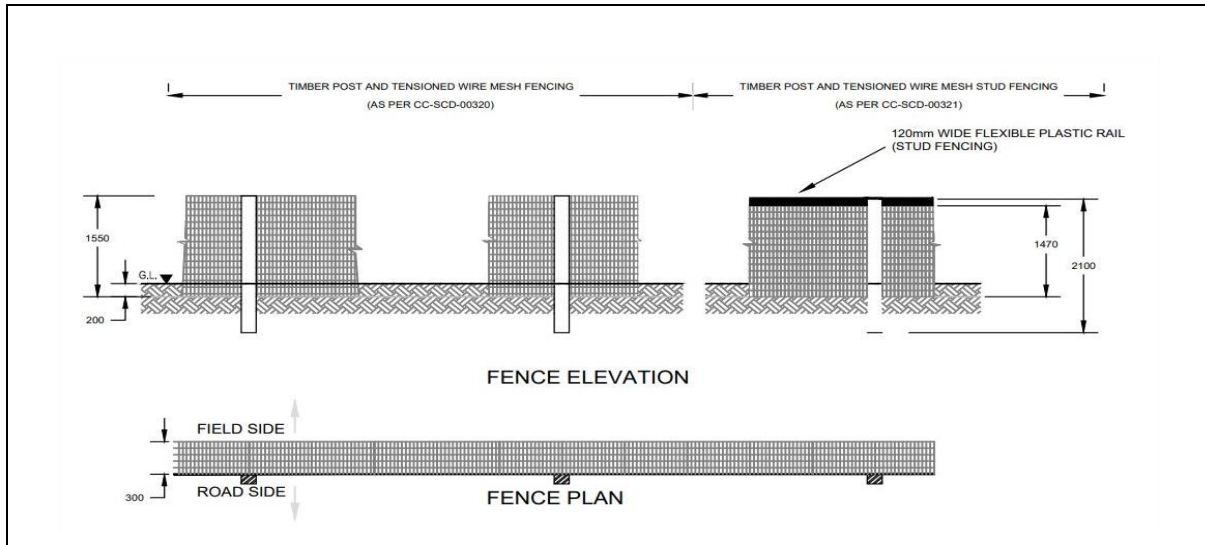 TIMBER POST AND TENSIONED WIRE MESH FENCING
(AS PER CC-SCD-00320)
TIMBER POST AND TENSIONED WIRE MESH STUD FENCING
(AS PER CC-SCD-00321)
120mm WIDE FLEXIBLE PLASTIC RAIL
(STUD FENCING)
1550
G.L.
200
1470
2100
FENCE ELEVATION
FIELD SIDE
300
ROAD SIDE
FENCE PLAN